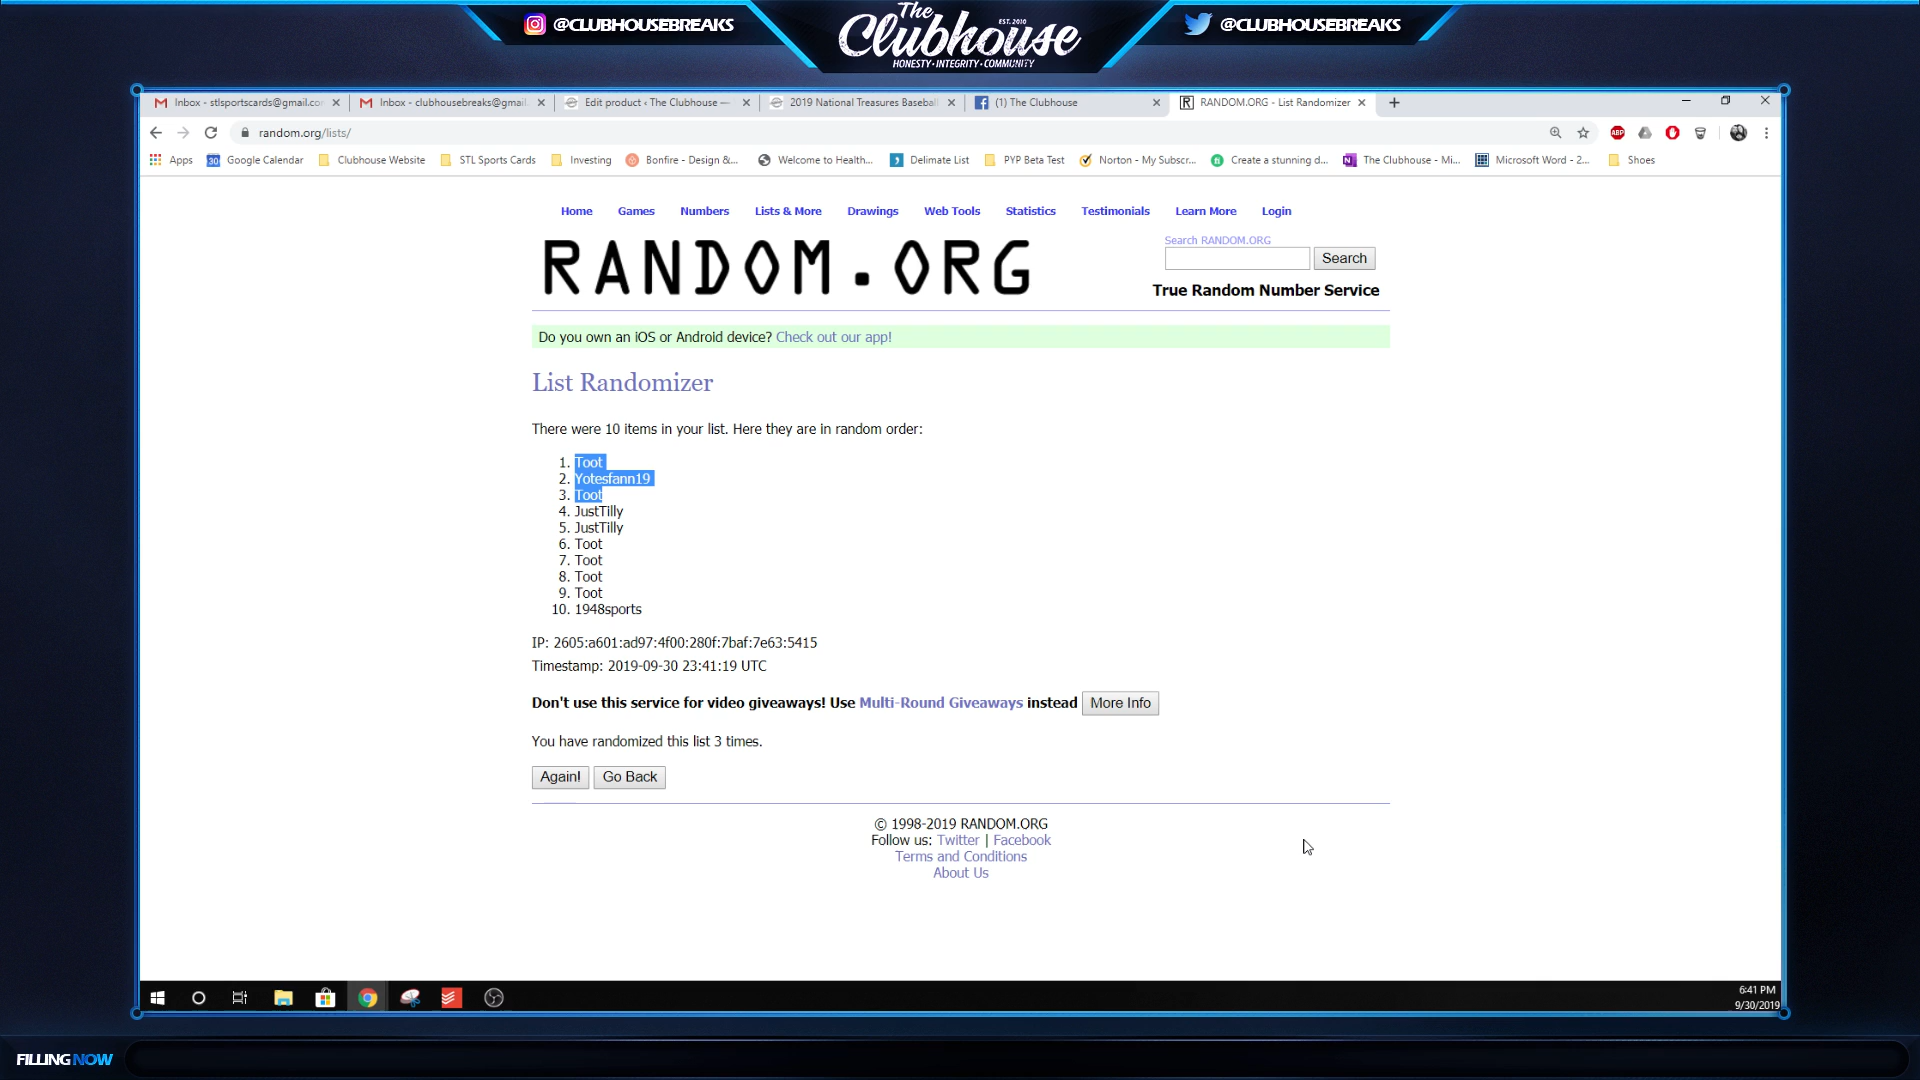 @CLUBHOUSEBREAKS
The
EST. 2010
Clubhouse
HONESTY•INTEGRITY•COMMUNITY
@CLUBHOUSEBREAKS
Inbox - stlsportscards@gmail.co
Inbox - clubhousebreaks@gmail.
Edit product ‹ The Clubhouse —
2019 National Treasures Baseball
(1) The Clubhouse
RANDOM.ORG - List Randomizer
random.org/lists/
Apps
30 Google Calendar
Clubhouse Website
STL Sports Cards
Investing
Bonfire - Design &...
Welcome to Health...
Delimate List
PYP Beta Test
Norton - My Subscr...
Create a stunning d...
The Clubhouse - Mi...
Microsoft Word - 2...
Shoes
Home Games Numbers Lists & More Drawings Web Tools Statistics Testimonials Learn More Login
RANDOM.ORG
Search RANDOM.ORG
Search
True Random Number Service
Do you own an iOS or Android device? Check out our app!
List Randomizer
There were 10 items in your list. Here they are in random order:
1. Toot
2. Yotesfann19
3. Toot
4. JustTilly
5. JustTilly
6. Toot
7. Toot
8. Toot
9. Toot
10. 1948sports
IP: 2605:a601:ad97:4f00:280f:7baf:7e63:5415
Timestamp: 2019-09-30 23:41:19 UTC
Don't use this service for video giveaways! Use Multi-Round Giveaways instead More Info
You have randomized this list 3 times.
Again! Go Back
© 1998-2019 RANDOM.ORG
Follow us: Twitter | Facebook
Terms and Conditions
About Us
6:41 PM
9/30/2019
FILLING NOW